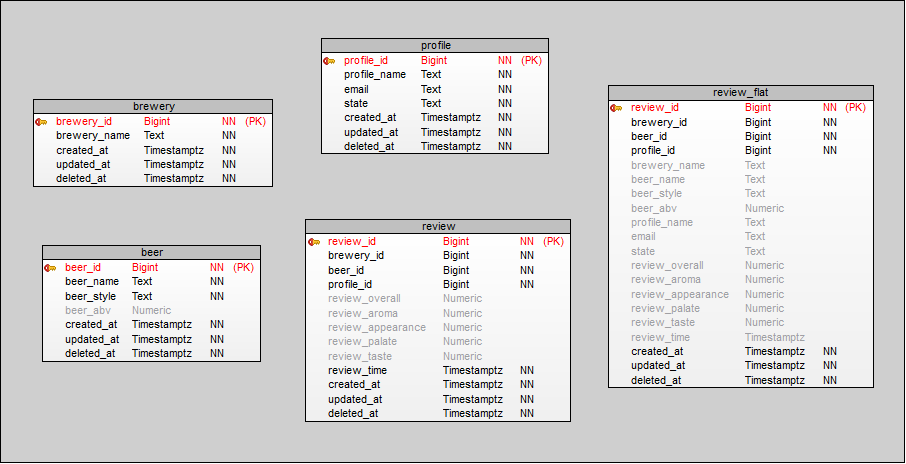 brewery
brewery_id Bigint NN (PK)
brewery_name Text NN
created_at Timestamptz NN
updated_at Timestamptz NN
deleted_at Timestamptz NN
profile
profile_id Bigint NN (PK)
profile_name Text NN
email Text NN
state Text NN
created_at Timestamptz NN
updated_at Timestamptz NN
deleted_at Timestamptz NN
beer
beer_id Bigint NN (PK)
beer_name Text NN
beer_style Text NN
beer_abv Numeric
created_at Timestamptz NN
updated_at Timestamptz NN
deleted_at Timestamptz NN
review
review_id Bigint NN (PK)
brewery_id Bigint NN
beer_id Bigint NN
profile_id Bigint NN
review_overall Numeric
review_aroma Numeric
review_appearance Numeric
review_palate Numeric
review_taste Numeric
review_time Timestamptz NN
created_at Timestamptz NN
updated_at Timestamptz NN
deleted_at Timestamptz NN
review_flat
review_id Bigint NN (PK)
brewery_id Bigint NN
beer_id Bigint NN
profile_id Bigint NN
brewery_name Text
beer_name Text
beer_style Text
beer_abv Numeric
profile_name Text
email Text
state Text
review_overall Numeric
review_aroma Numeric
review_appearance Numeric
review_palate Numeric
review_taste Numeric
review_time Timestamptz
created_at Timestamptz NN
updated_at Timestamptz NN
deleted_at Timestamptz NN